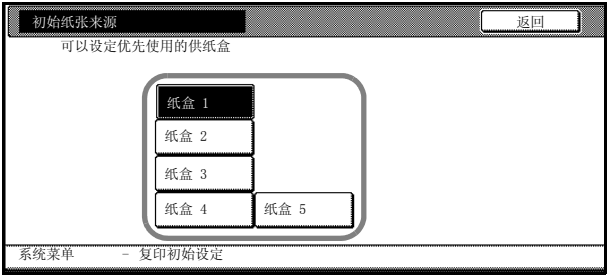 初始纸张来源 返回
可以设定优先使用的供纸盒
纸盒 1
纸盒 2
纸盒 3
纸盒 4 纸盒 5
系统菜单 - 复印初始设定